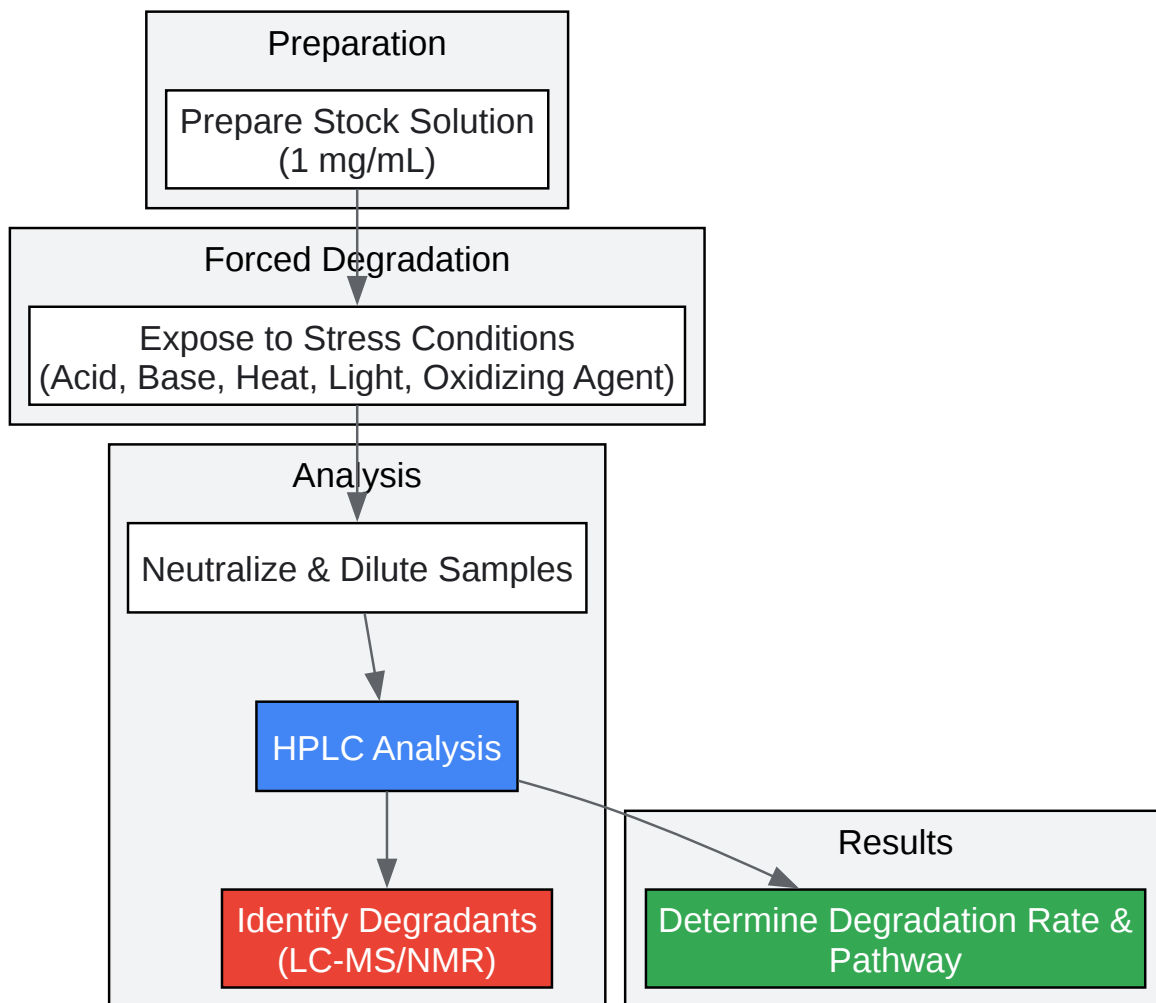 Preparation
Prepare Stock Solution
(1 mg/mL)
Forced Degradation
Expose to Stress Conditions
(Acid, Base, Heat, Light, Oxidizing Agent)
Analysis
Neutralize & Dilute Samples
HPLC Analysis
Identify Degradants
(LC-MS/NMR)
Results
Determine Degradation Rate &
Pathway